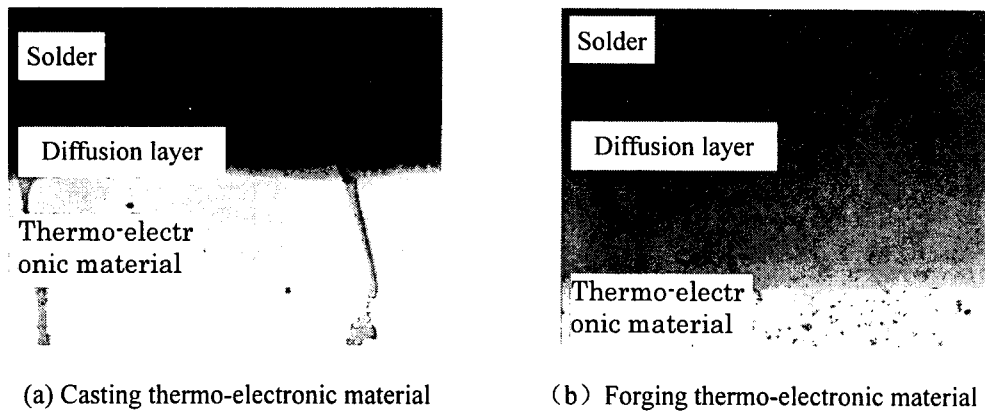 Solder
Diffusion layer
Thermo-electr
onic material
(a) Casting thermo-electronic material
Solder
Diffusion layer
Thermo-electr
onic material
(b) Forging thermo-electronic material